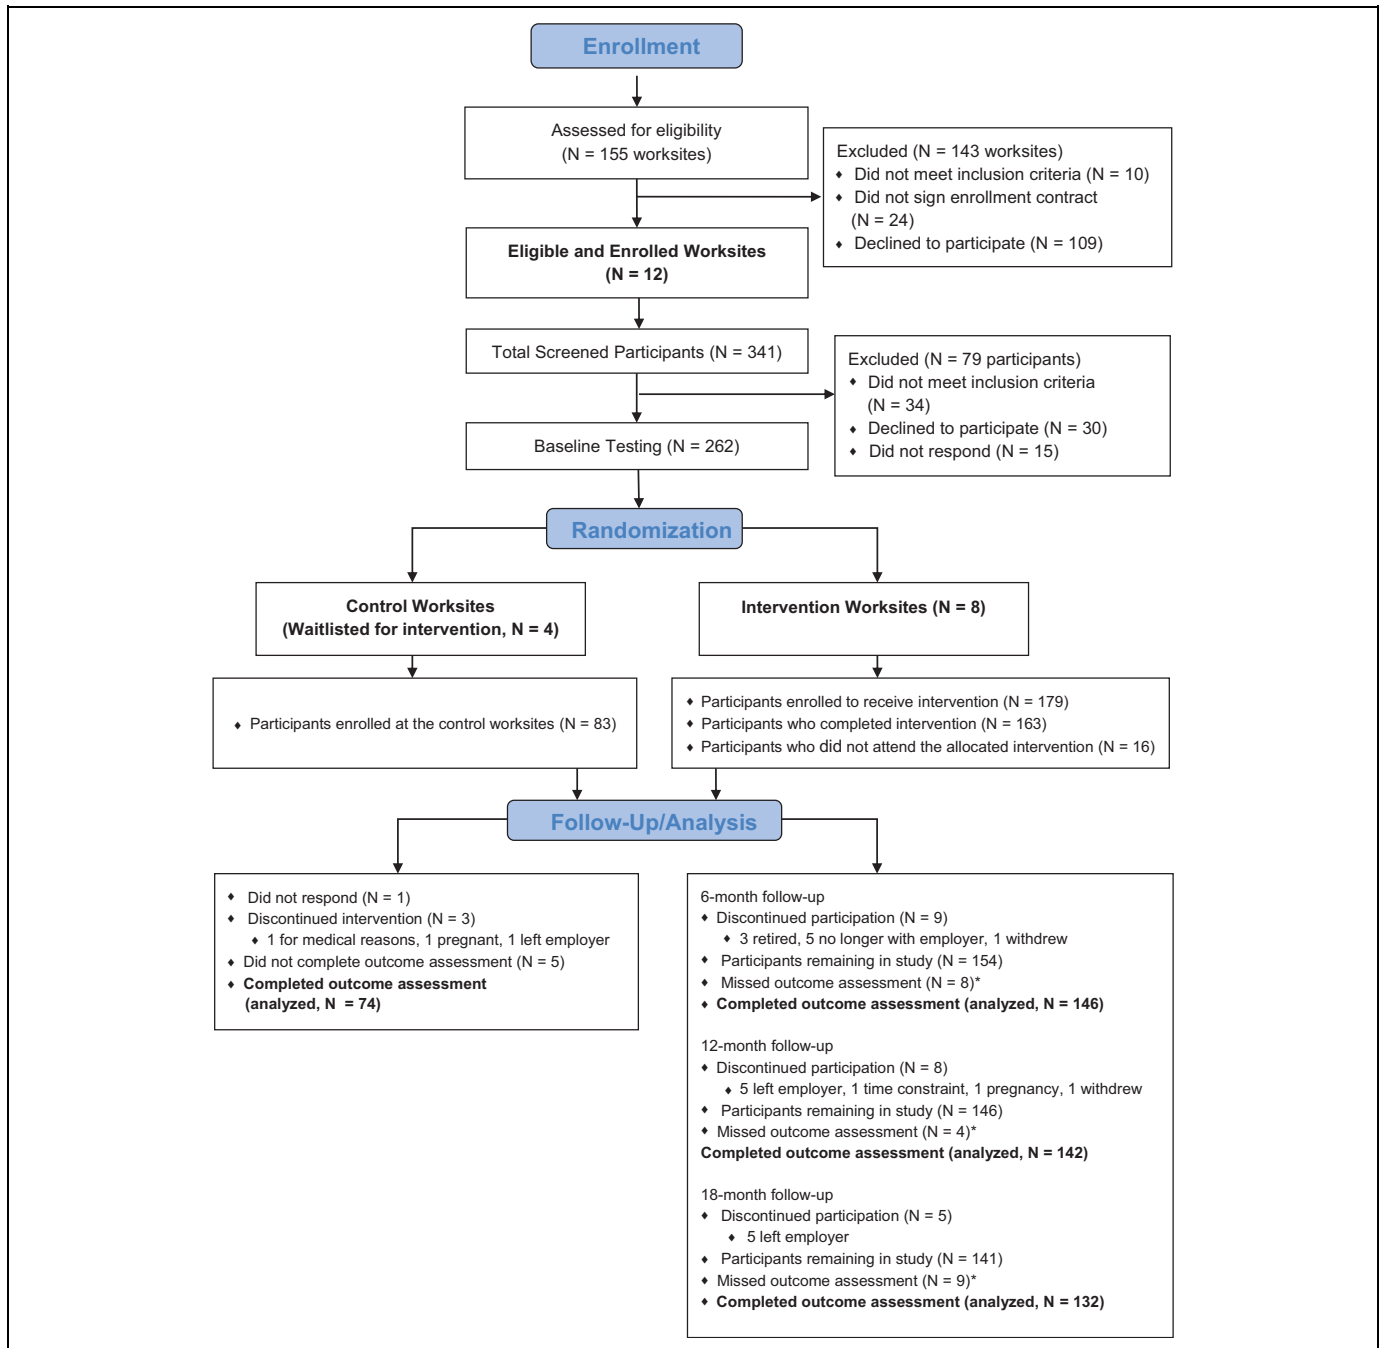 Enrollment
Assessed for eligibility
(N = 155 worksites)
Excluded (N = 143 worksites)
♦ Did not meet inclusion criteria (N = 10)
♦ Did not sign enrollment contract
(N = 24)
♦ Declined to participate (N = 109)
Eligible and Enrolled Worksites
(N = 12)
Total Screened Participants (N = 341)
Excluded (N = 79 participants)
♦ Did not meet inclusion criteria
(N = 34)
♦ Declined to participate (N = 30)
♦ Did not respond (N = 15)
Baseline Testing (N = 262)
Randomization
Control Worksites
(Waitlisted for intervention, N = 4)
Intervention Worksites (N = 8)
♦ Participants enrolled at the control worksites (N = 83)
♦ Participants enrolled to receive intervention (N = 179)
♦ Participants who completed intervention (N = 163)
♦ Participants who did not attend the allocated intervention (N = 16)
Follow-Up/Analysis
♦ Did not respond (N = 1)
♦ Discontinued intervention (N = 3)
♦ 1 for medical reasons, 1 pregnant, 1 left employer
♦ Did not complete outcome assessment (N = 5)
♦ Completed outcome assessment
(analyzed, N = 74)
6-month follow-up
♦ Discontinued participation (N = 9)
♦ 3 retired, 5 no longer with employer, 1 withdrew
♦ Participants remaining in study (N = 154)
♦ Missed outcome assessment (N = 8)*
♦ Completed outcome assessment (analyzed, N = 146)
12-month follow-up
♦ Discontinued participation (N = 8)
♦ 5 left employer, 1 time constraint, 1 pregnancy, 1 withdrew
♦ Participants remaining in study (N = 146)
♦ Missed outcome assessment (N = 4)*
Completed outcome assessment (analyzed, N = 142)
18-month follow-up
♦ Discontinued participation (N = 5)
♦ 5 left employer
♦ Participants remaining in study (N = 141)
♦ Missed outcome assessment (N = 9)*
♦ Completed outcome assessment (analyzed, N = 132)